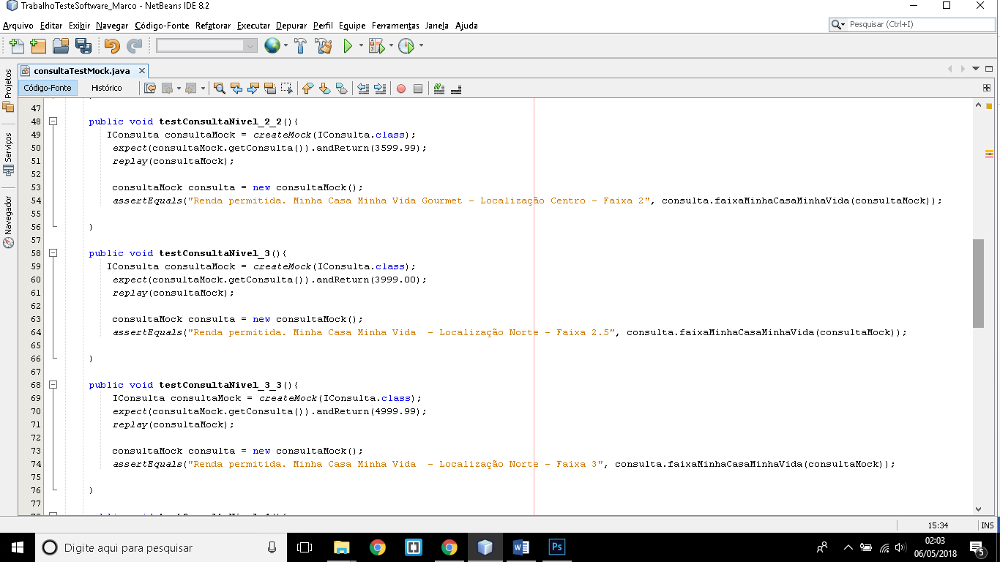 TrabalhoTesteSoftware_Marco - NetBeans IDE 8.2
Arquivo Editar Exibir Navegar Código-Fonte Refatorar Executar Depurar Perfil Equipe Ferramentas Janela Ajuda
Pesquisar (Ctrl+I)
consultaTestMock.java
Código-Fonte Histórico
Projetos
Serviços
Navegador
47
48 public void testConsultaNivel_2_2(){
49 IConsulta consultaMock = createMock(IConsulta.class);
50 expect(consultaMock.getConsulta()).andReturn(3599.99);
51 replay(consultaMock);
52
53 consultaMock consulta = new consultaMock();
54 assertEquals("Renda permitida. Minha Casa Minha Vida Gourmet - Localização Centro - Faixa 2", consulta.faixaMinhaCasaMinhaVida(consultaMock));
55
56 }
57
58 public void testConsultaNivel_3(){
59 IConsulta consultaMock = createMock(IConsulta.class);
60 expect(consultaMock.getConsulta()).andReturn(3999.00);
61 replay(consultaMock);
62
63 consultaMock consulta = new consultaMock();
64 assertEquals("Renda permitida. Minha Casa Minha Vida  - Localização Norte - Faixa 2.5", consulta.faixaMinhaCasaMinhaVida(consultaMock));
65
66 }
67
68 public void testConsultaNivel_3_3(){
69 IConsulta consultaMock = createMock(IConsulta.class);
70 expect(consultaMock.getConsulta()).andReturn(4999.99);
71 replay(consultaMock);
72
73 consultaMock consulta = new consultaMock();
74 assertEquals("Renda permitida. Minha Casa Minha Vida  - Localização Norte - Faixa 3", consulta.faixaMinhaCasaMinhaVida(consultaMock));
75
76 }
77
15:34 INS
Digite aqui para pesquisar
W
Ps
02:03
06/05/2018
5